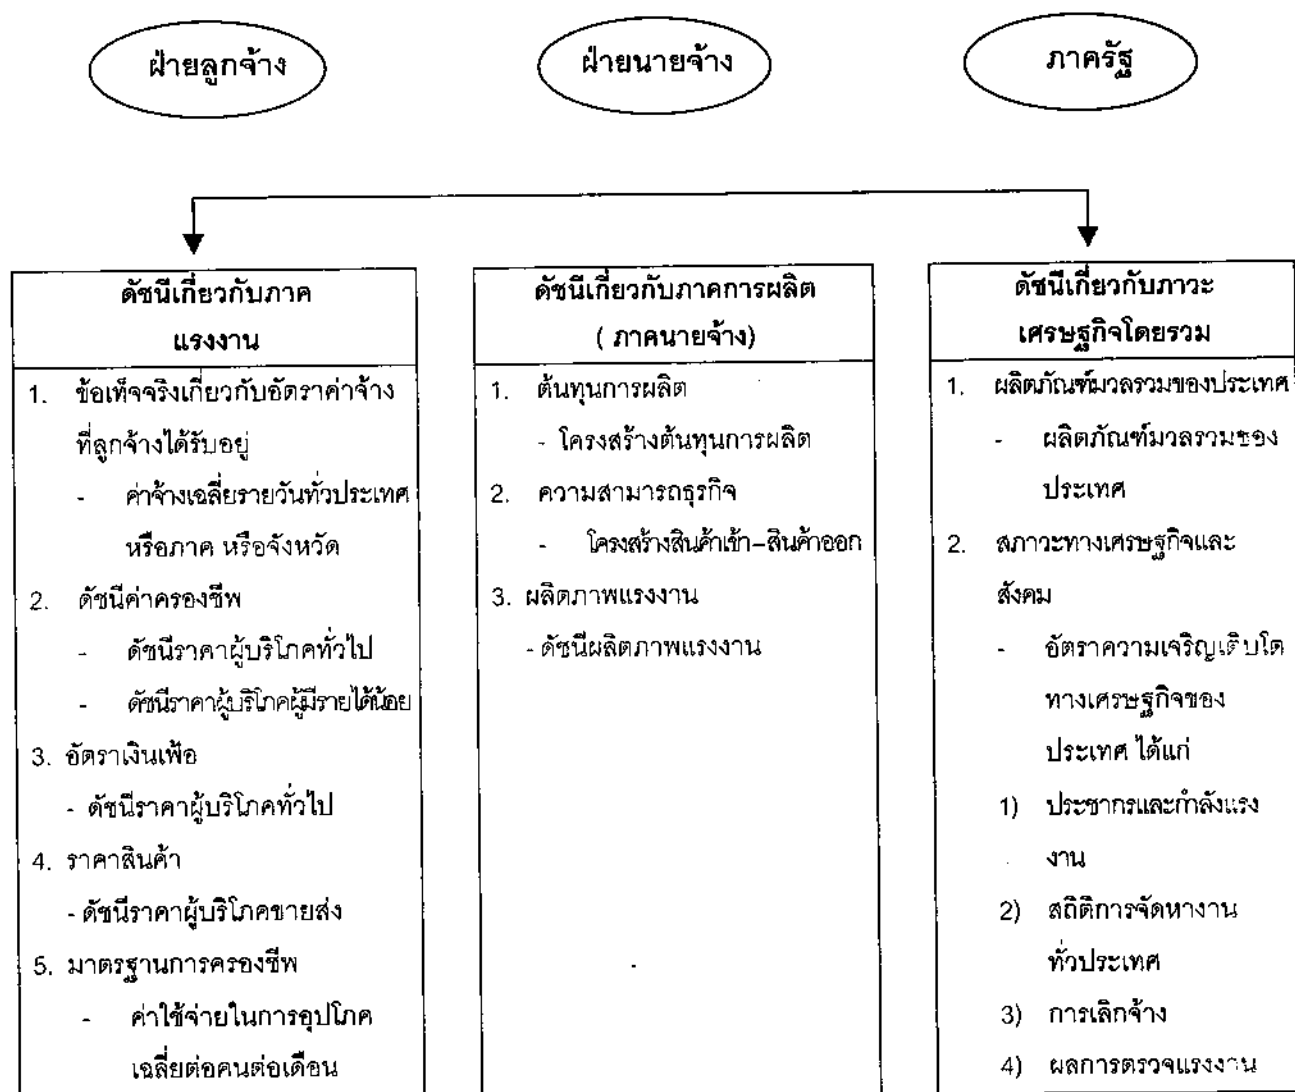 ฝ่ายลูกจ้าง
ฝ่ายนายจ้าง
ภาครัฐ
ดัชนีเกี่ยวกับภาค
แรงงาน
1. ข้อเท็จจริงเกี่ยวกับอัตราค่าจ้าง
ที่ลูกจ้างได้รับอยู่
- ค่าจ้างเฉลี่ยรายวันทั่วประเทศ
หรือภาค หรือจังหวัด
2. ดัชนีค่าครองชีพ
- ดัชนีราคาผู้บริโภคทั่วไป
- ดัชนีราคาผู้บริโภคผู้มีรายได้น้อย
3. อัตราเงินเฟ้อ
- ดัชนีราคาผู้บริโภคทั่วไป
4. ราคาสินค้า
- ดัชนีราคาผู้บริโภคขายส่ง
5. มาตรฐานการครองชีพ
- ค่าใช้จ่ายในการอุปโภค
เฉลี่ยต่อคนต่อเดือน
ดัชนีเกี่ยวกับภาคการผลิต
( ภาคนายจ้าง)
1. ต้นทุนการผลิต
- โครงสร้างต้นทุนการผลิต
2. ความสามารถธุรกิจ
- โครงสร้างสินค้าเข้า-สินค้าออก
3. ผลิตภาพแรงงาน
- ดัชนีผลิตภาพแรงงาน
ดัชนีเกี่ยวกับภาวะ
เศรษฐกิจโดยรวม
1. ผลิตภัณฑ์มวลรวมของประเทศ
- ผลิตภัณฑ์มวลรวมของ
ประเทศ
2. สภาวะทางเศรษฐกิจและ
สังคม
- อัตราความเจริญเติบโต
ทางเศรษฐกิจของ
ประเทศ ได้แก่
1) ประชากรและกำลังแรง
งาน
2) สถิติการจัดหางาน
ทั่วประเทศ
3) การเลิกจ้าง
4) ผลการตรวจแรงงาน